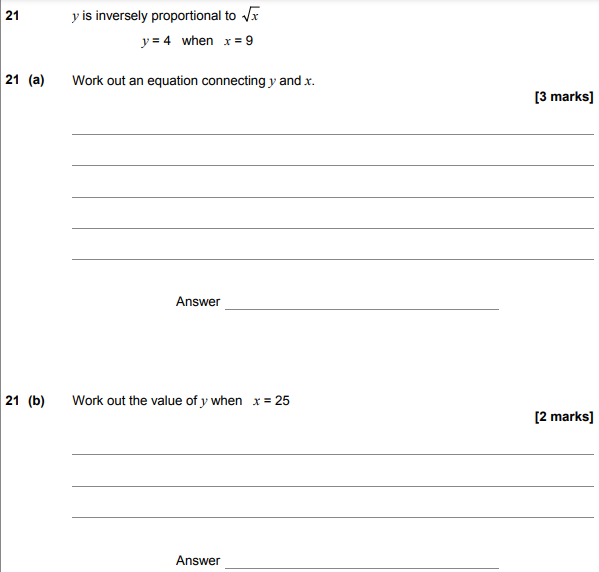 21 y is inversely proportional to √x
y = 4 when x = 9
21 (a) Work out an equation connecting y and x.
[3 marks]
Answer
21 (b) Work out the value of y when x = 25
[2 marks]
Answer